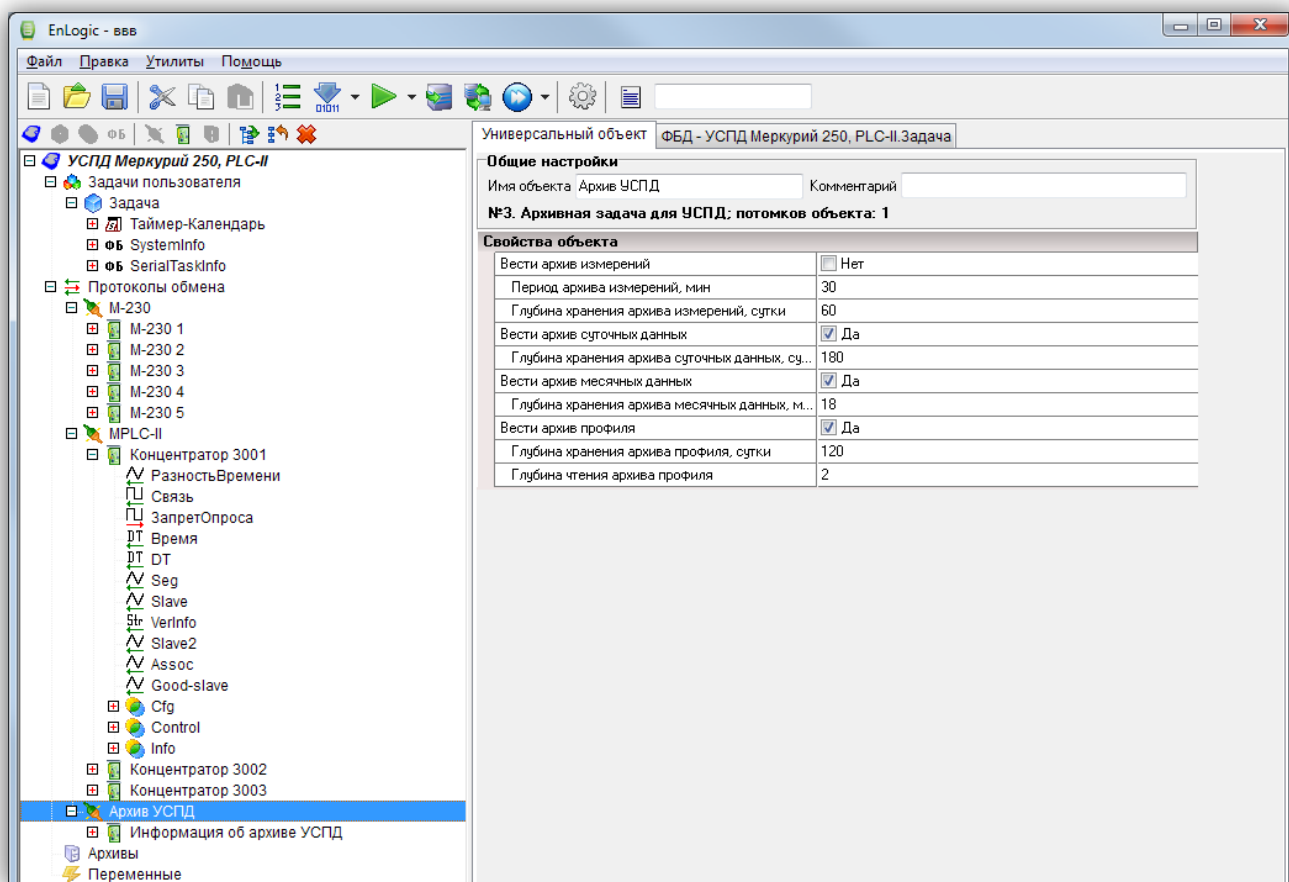 EnLogic - ввв
Файл Правка Утилиты Помощь
Универсальный объект ФБД - УСПД Меркурий 250, PLC-II.Задача
УСПД Меркурий 250, PLC-II
Задачи пользователя
Задача
Таймер-Календарь
ФБ SystemInfo
ФБ SerialTaskInfo
Протоколы обмена
М-230
М-230 1
М-230 2
М-230 3
М-230 4
М-230 5
MPLC-II
Концентратор 3001
РазностьВремени
Связь
ЗапретОпроса
DT Время
DT DT
Seg
Slave
Str VerInfo
Slave2
Assoc
Good-slave
Cfg
Control
Info
Концентратор 3002
Концентратор 3003
Архив УСПД
Информация об архиве УСПД
Архивы
Переменные
Общие настройки
Имя объекта Архив УСПД Комментарий
№3. Архивная задача для УСПД; потомков объекта: 1
Свойства объекта
Вести архив измерений Нет
Период архива измерений, мин 30
Глубина хранения архива измерений, сутки 60
Вести архив суточных данных Да
Глубина хранения архива суточных данных, су... 180
Вести архив месячных данных Да
Глубина хранения архива месячных данных, м... 18
Вести архив профиля Да
Глубина хранения архива профиля, сутки 120
Глубина чтения архива профиля 2